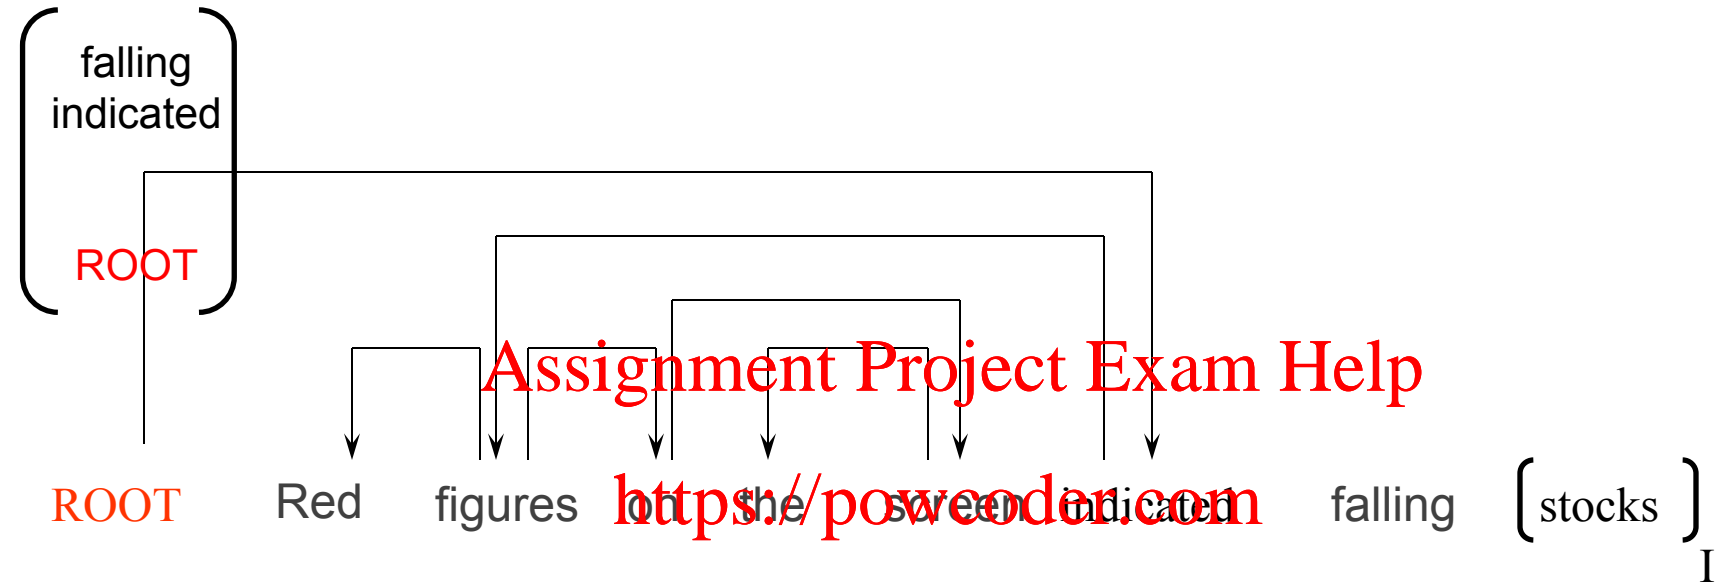 falling
indicated
ROOT
Assignment Project Exam Help
ROOT Red figures on the screen indicated falling stocks
https://powcoder.com
I